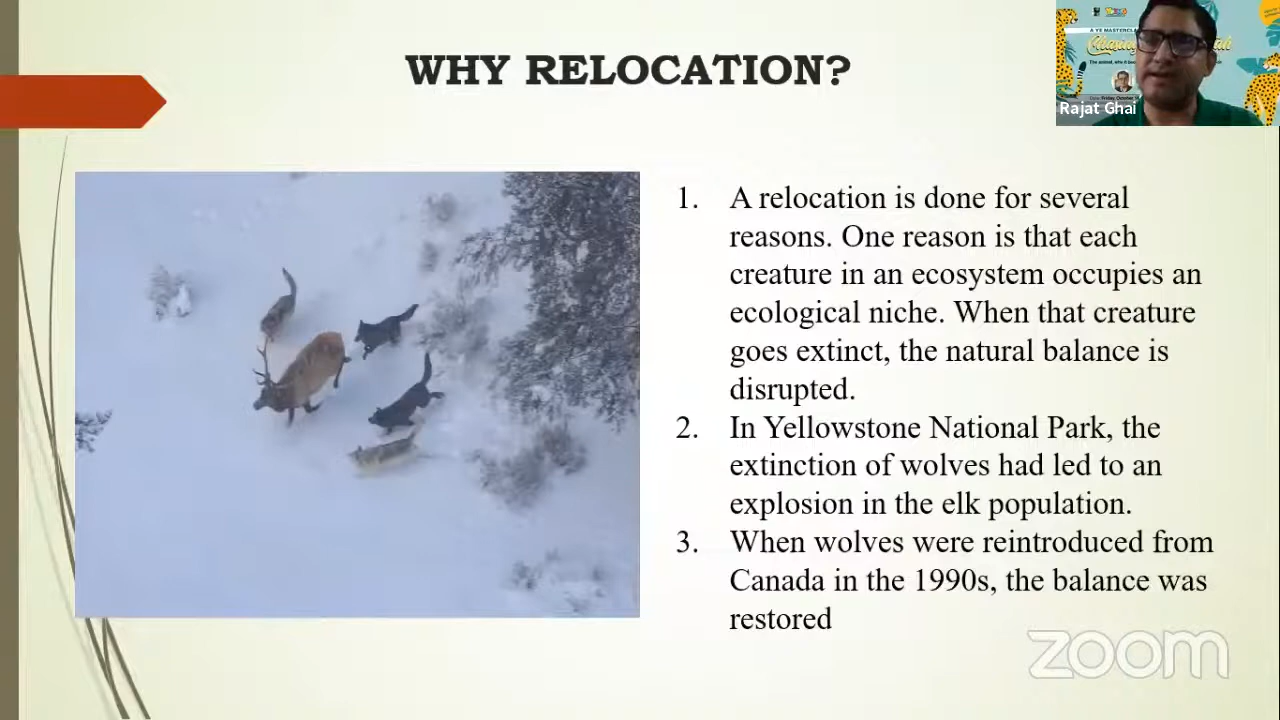 WHY RELOCATION?
A YE MASTERCLA
Chasing
Rajat Ghai
1. A relocation is done for several
reasons. One reason is that each
creature in an ecosystem occupies an
ecological niche. When that creature
goes extinct, the natural balance is
disrupted.
2. In Yellowstone National Park, the
extinction of wolves had led to an
explosion in the elk population.
3. When wolves were reintroduced from
Canada in the 1990s, the balance was
restored
zoom